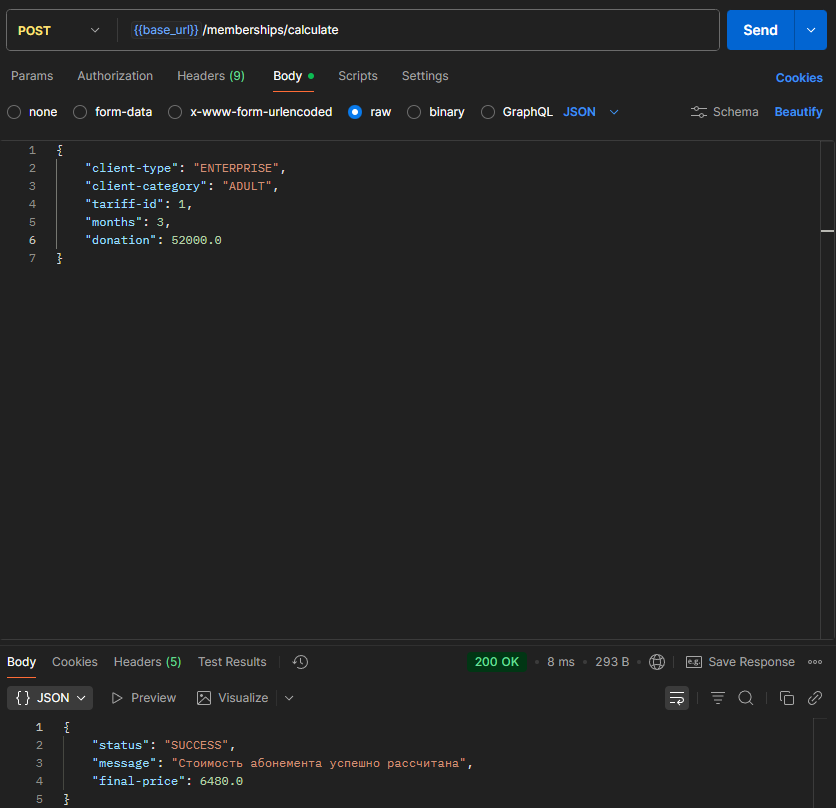 POST {{base_url}} /memberships/calculate Send
Params Authorization Headers (9) Body Scripts Settings Cookies
none form-data x-www-form-urlencoded raw binary GraphQL JSON Schema Beautify
1 {
2 "client-type": "ENTERPRISE",
3 "client-category": "ADULT",
4 "tariff-id": 1,
5 "months": 3,
6 "donation": 52000.0
7 }
Body Cookies Headers (5) Test Results 200 OK • 8 ms • 293 B • e.g. Save Response
{} JSON Preview Visualize
1 {
2 "status": "SUCCESS",
3 "message": "Стоимость абонемента успешно рассчитана",
4 "final-price": 6480.0
5 }